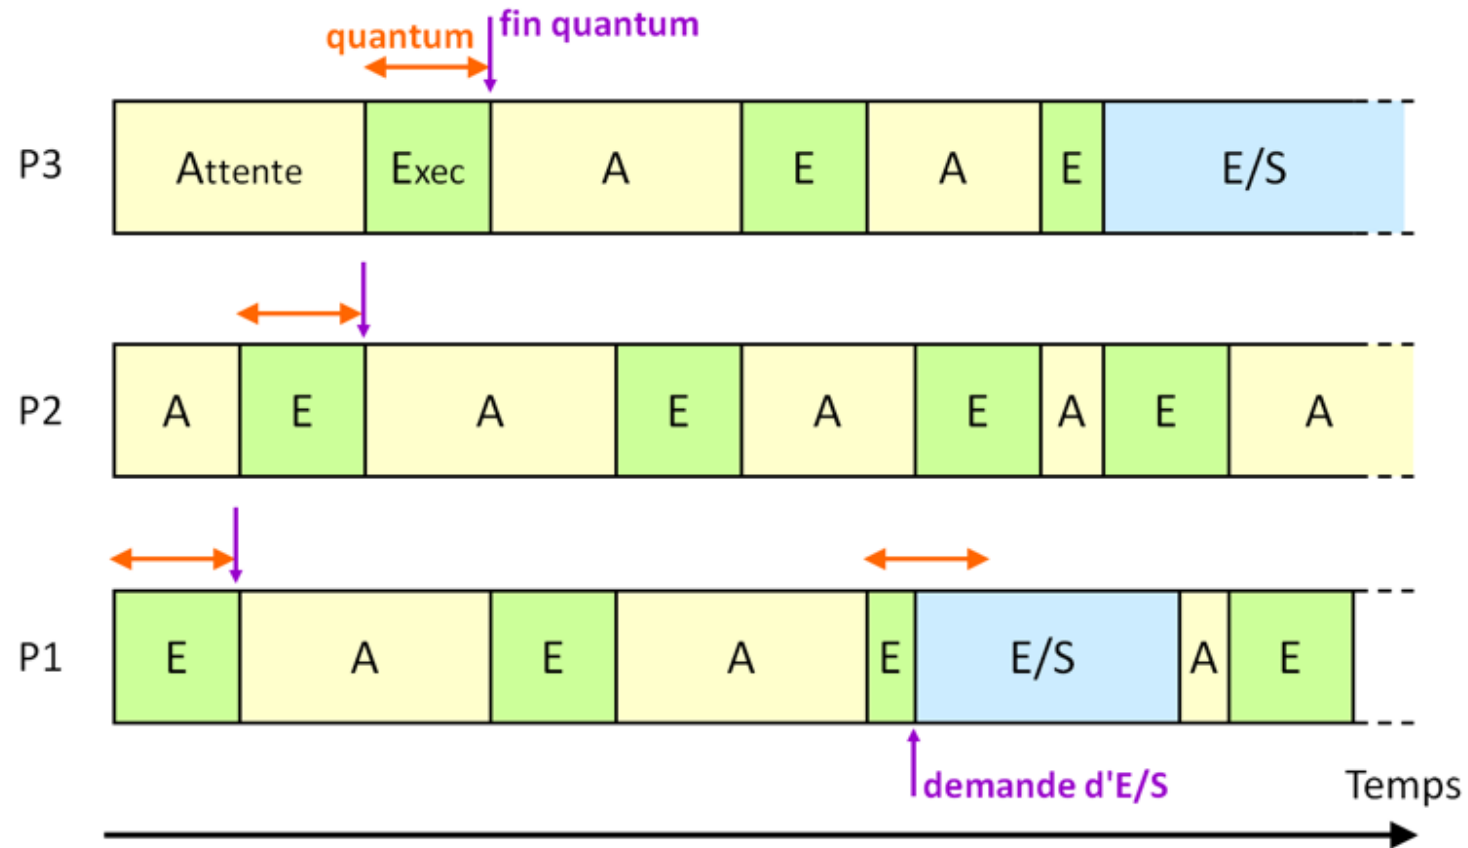 quantum fin quantum
P3 Attente Exec A E A E E/S
P2 A E A E A E A E A
P1 E A E A E E/S A E
demande d'E/S
Temps